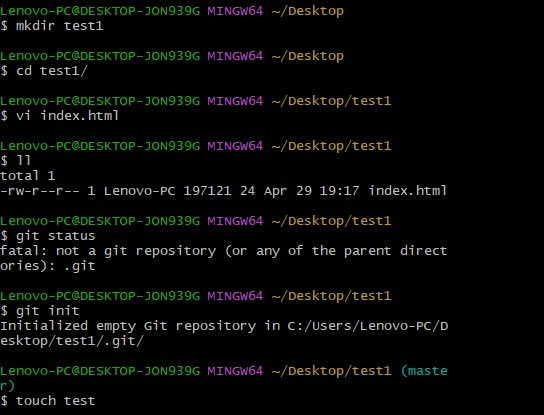 Lenovo-PC@DESKTOP-JON939G MINGW64 ~/Desktop
$ mkdir test1
Lenovo-PC@DESKTOP-JON939G MINGW64 ~/Desktop
$ cd test1/
Lenovo-PC@DESKTOP-JON939G MINGW64 ~/Desktop/test1
$ vi index.html
Lenovo-PC@DESKTOP-JON939G MINGW64 ~/Desktop/test1
$ ll
total 1
-rw-r--r-- 1 Lenovo-PC 197121 24 Apr 29 19:17 index.html
Lenovo-PC@DESKTOP-JON939G MINGW64 ~/Desktop/test1
$ git status
fatal: not a git repository (or any of the parent direct
ories): .git
Lenovo-PC@DESKTOP-JON939G MINGW64 ~/Desktop/test1
$ git init
Initialized empty Git repository in C:/Users/Lenovo-PC/D
esktop/test1/.git/
Lenovo-PC@DESKTOP-JON939G MINGW64 ~/Desktop/test1 (maste
r)
$ touch test